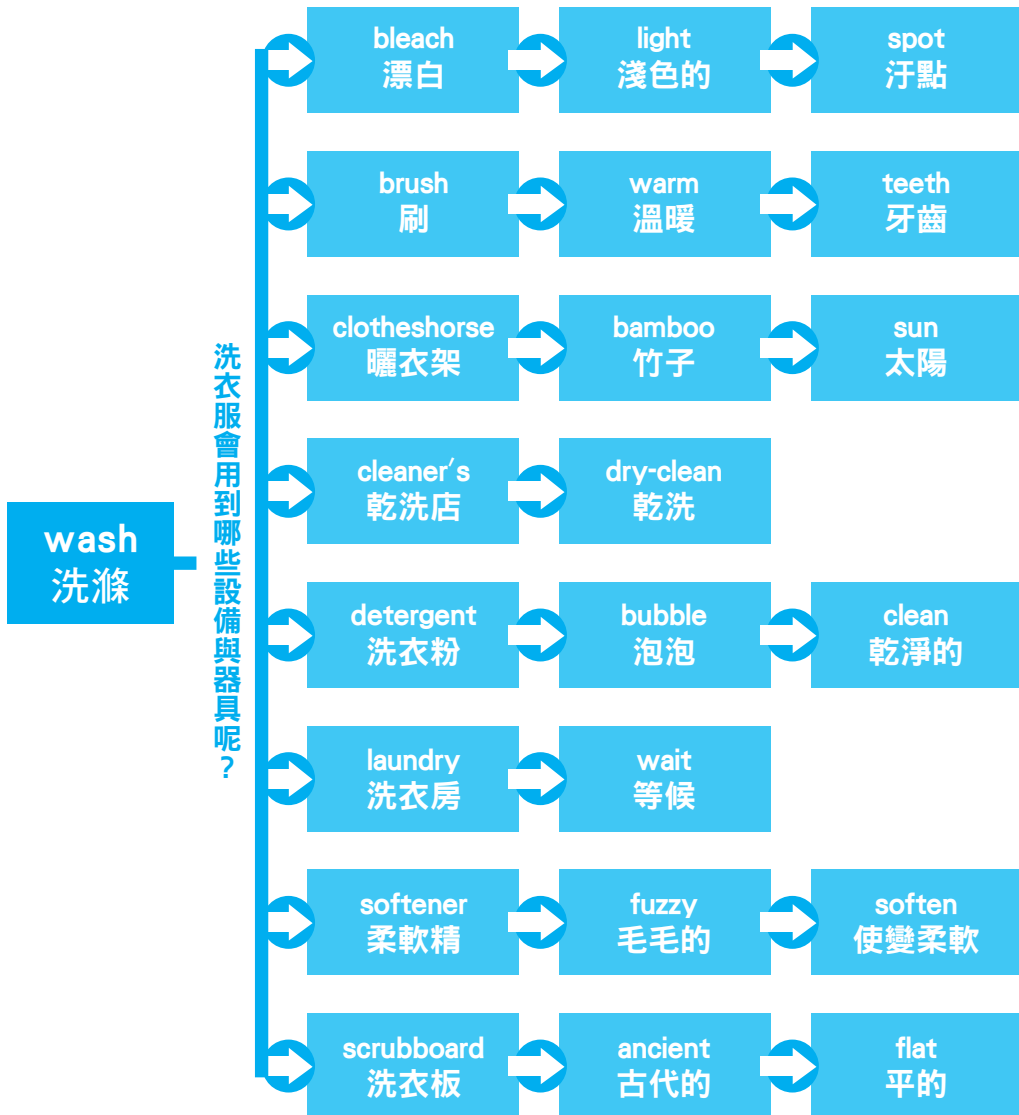 wash
洗滌
洗衣服會用到哪些設備與器具呢？
bleach
漂白
light
淺色的
spot
汙點
brush
刷
warm
溫暖
teeth
牙齒
clotheshorse
曬衣架
bamboo
竹子
sun
太陽
cleaner's
乾洗店
dry-clean
乾洗
detergent
洗衣粉
bubble
泡泡
clean
乾淨的
laundry
洗衣房
wait
等候
softener
柔軟精
fuzzy
毛毛的
soften
使變柔軟
scrubboard
洗衣板
ancient
古代的
flat
平的